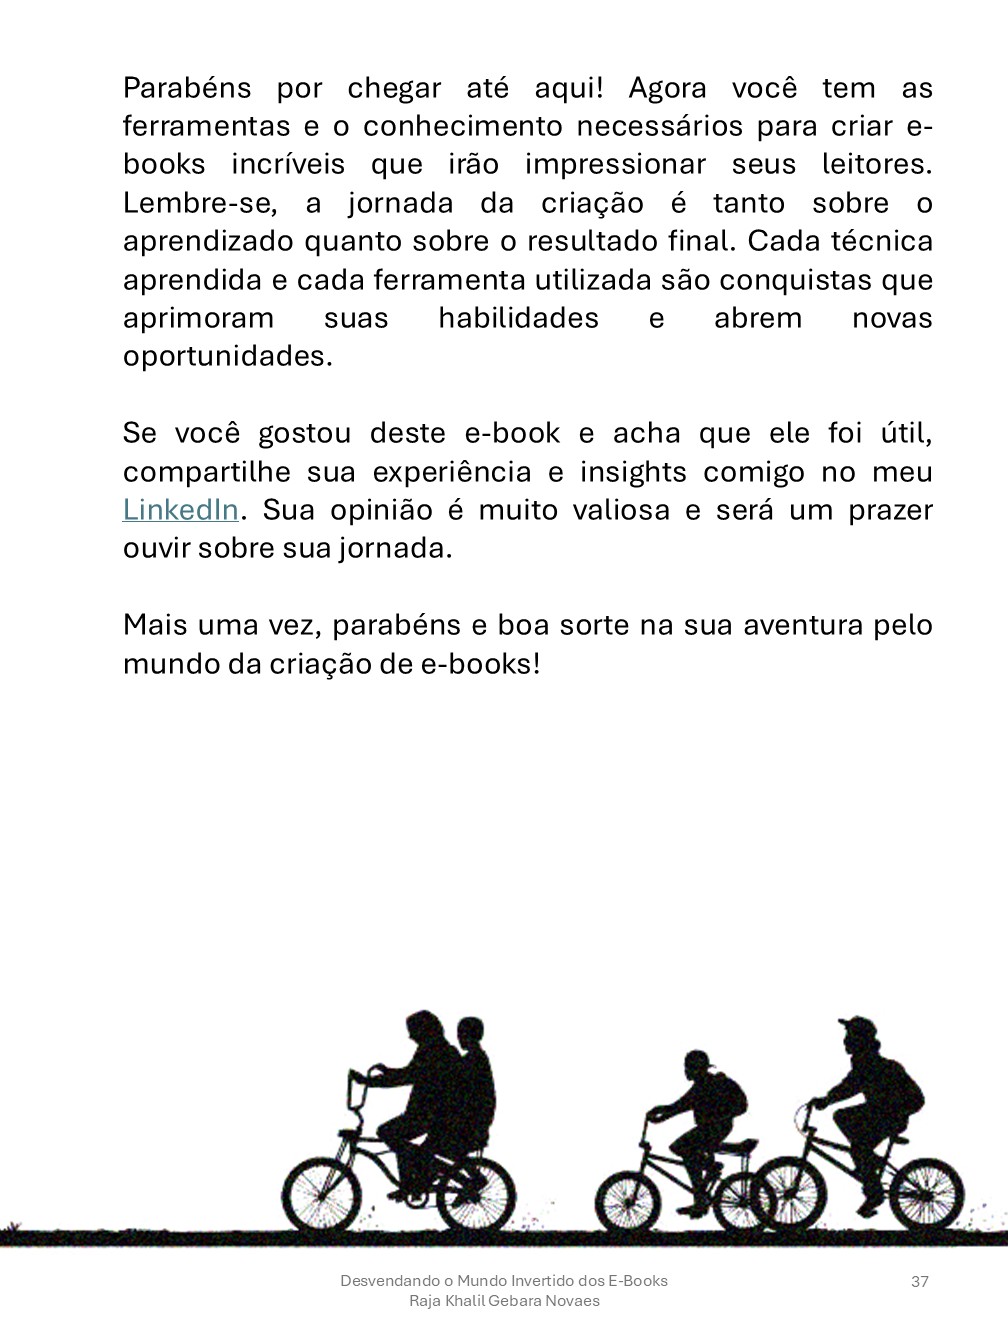 Parabéns por chegar até aqui! Agora você tem as
ferramentas e o conhecimento necessários para criar e-
books incríveis que irão impressionar seus leitores.
Lembre-se, a jornada da criação é tanto sobre o
aprendizado quanto sobre o resultado final. Cada técnica
aprendida e cada ferramenta utilizada são conquistas que
aprimoram suas habilidades e abrem novas
oportunidades.
Se você gostou deste e-book e acha que ele foi útil,
compartilhe sua experiência e insights comigo no meu
LinkedIn. Sua opinião é muito valiosa e será um prazer
ouvir sobre sua jornada.
Mais uma vez, parabéns e boa sorte na sua aventura pelo
mundo da criação de e-books!
Desvendando o Mundo Invertido dos E-Books
Raja Khalil Gebara Novaes
37